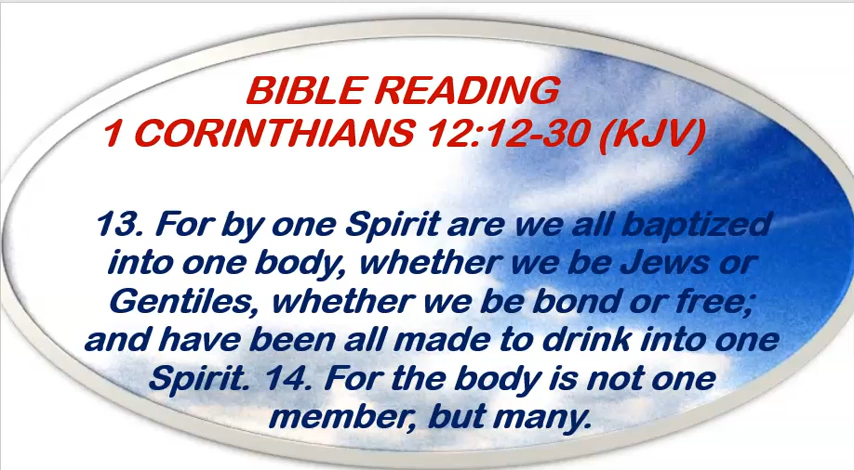 BIBLE READING
1 CORINTHIANS 12:12-30 (KJV)
13. For by one Spirit are we all baptized
into one body, whether we be Jews or
Gentiles, whether we be bond or free;
and have been all made to drink into one
Spirit. 14. For the body is not one
member, but many.